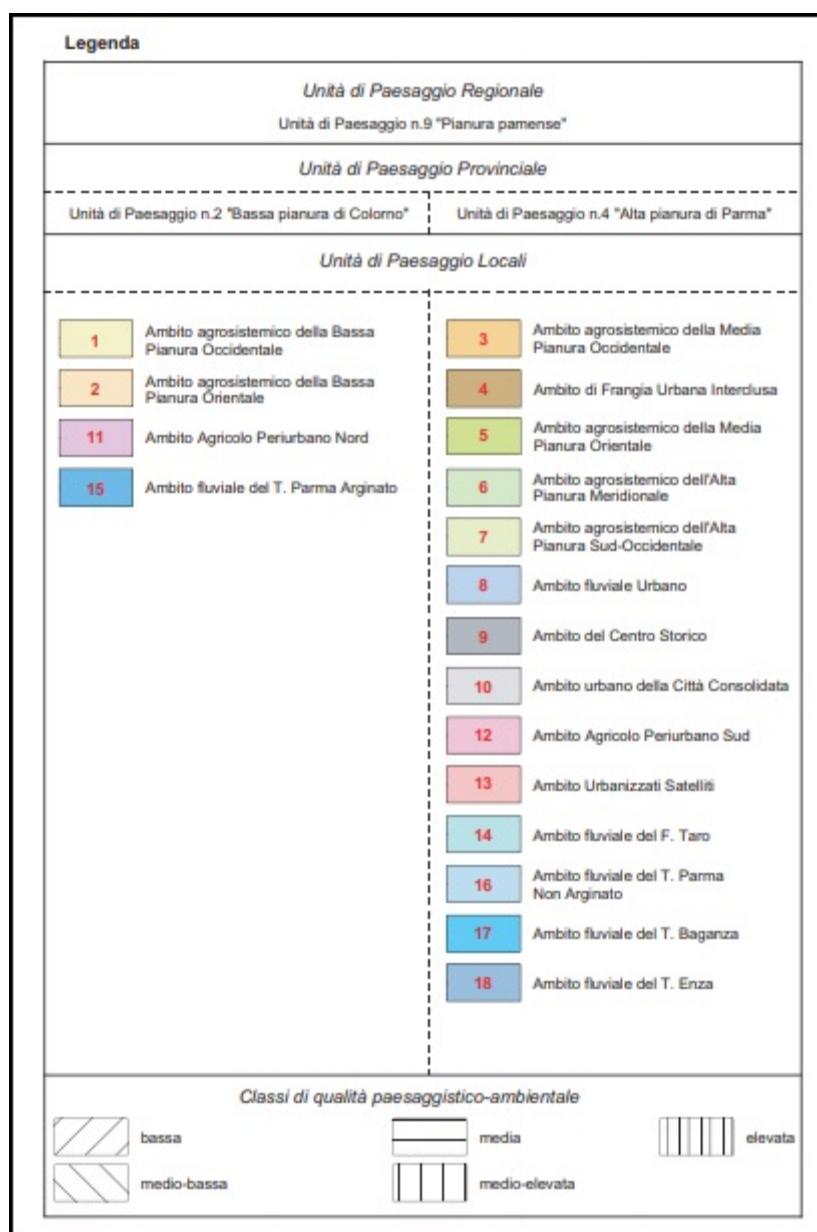 Legenda
Unità di Paesaggio Regionale
Unità di Paesaggio n.9 "Pianura pamense"
Unità di Paesaggio Provinciale
Unità di Paesaggio n.2 "Bassa pianura di Colorno"
Unità di Paesaggio n.4 "Alta pianura di Parma"
Unità di Paesaggio Locali
1
Ambito agrosistemico della Bassa
Pianura Occidentale
2
Ambito agrosistemico della Bassa
Pianura Orientale
11
Ambito Agricolo Periurbano Nord
15
Ambito fluviale del T. Parma Arginato
3
Ambito agrosistemico della Media
Pianura Occidentale
4
Ambito di Frangia Urbana Interclusa
5
Ambito agrosistemico della Media
Pianura Orientale
6
Ambito agrosistemico dell'Alta
Pianura Meridionale
7
Ambito agrosistemico dell'Alta
Pianura Sud-Occidentale
8
Ambito fluviale Urbano
9
Ambito del Centro Storico
10
Ambito urbano della Città Consolidata
12
Ambito Agricolo Periurbano Sud
13
Ambito Urbanizzati Satelliti
14
Ambito fluviale del F. Taro
16
Ambito fluviale del T. Parma
Non Arginato
17
Ambito fluviale del T. Baganza
18
Ambito fluviale del T. Enza
Classi di qualità paesaggistico-ambientale
bassa
media
elevata
medio-bassa
medio-elevata